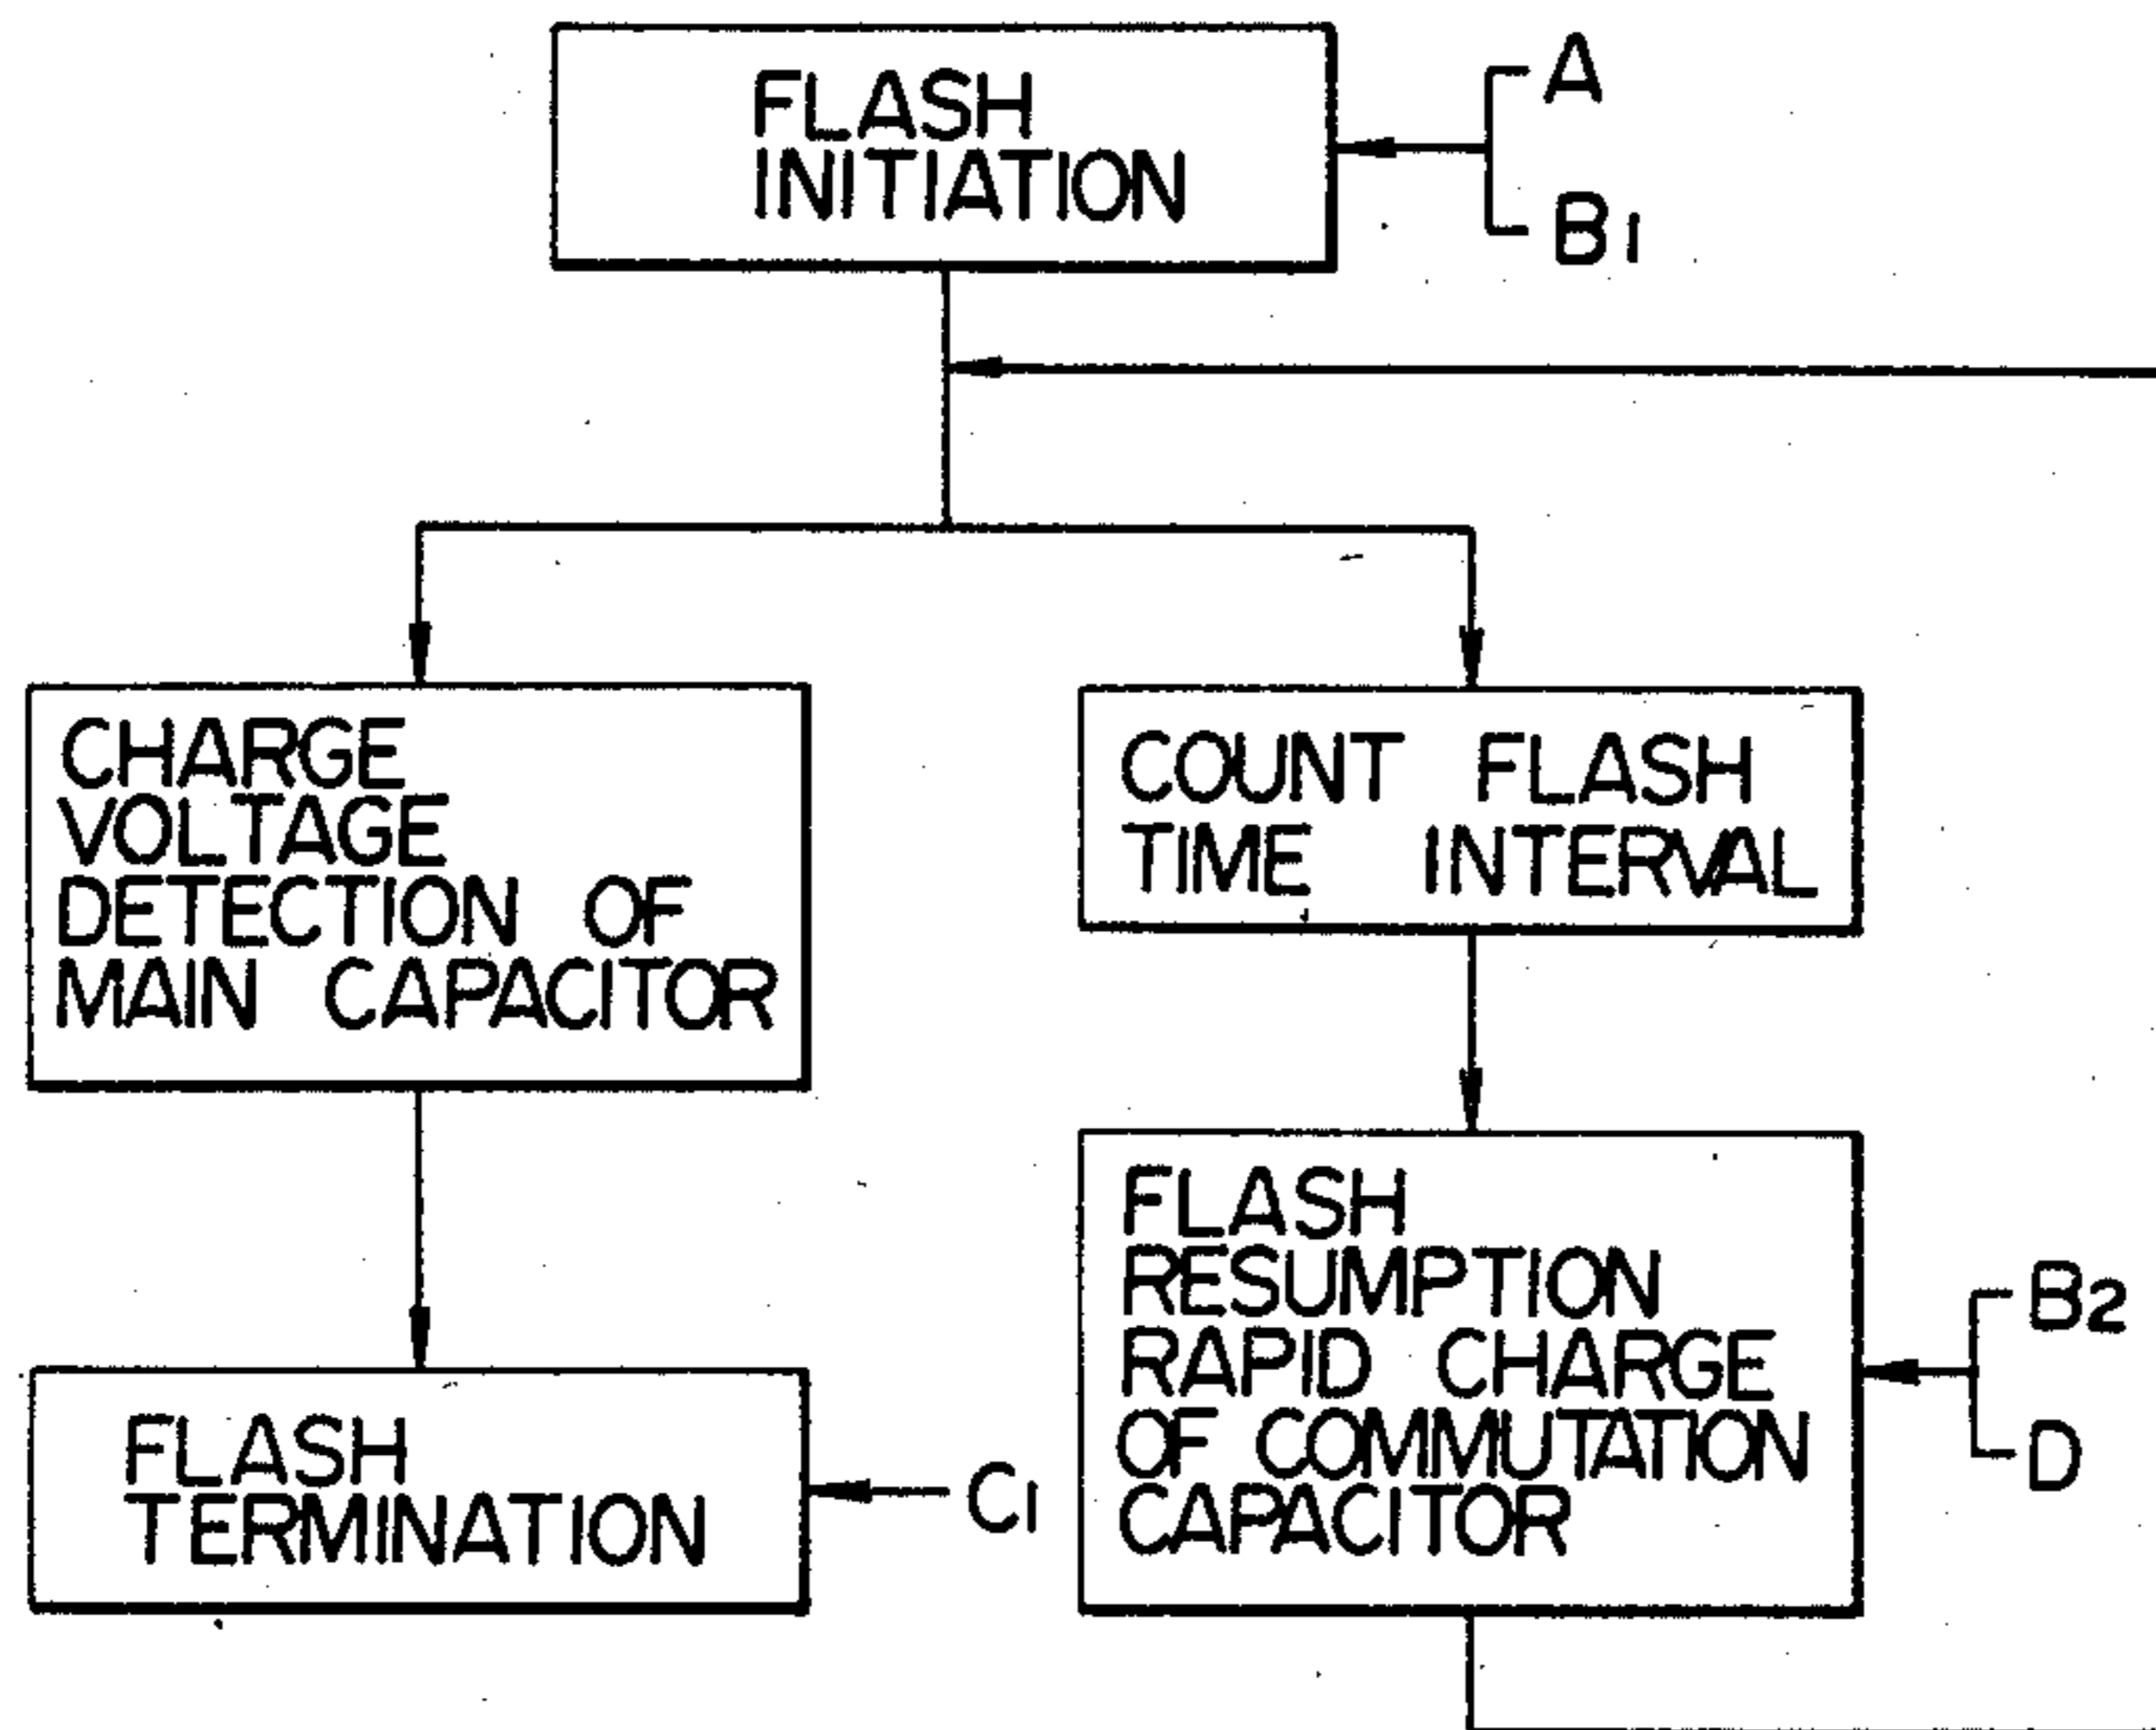 FLASH
INITIATION
A
B1
CHARGE
VOLTAGE
DETECTION OF
MAIN CAPACITOR
COUNT FLASH
TIME INTERVAL
FLASH
TERMINATION
C1
FLASH
RESUMPTION
RAPID CHARGE
OF COMMUTATION
CAPACITOR
B2
D